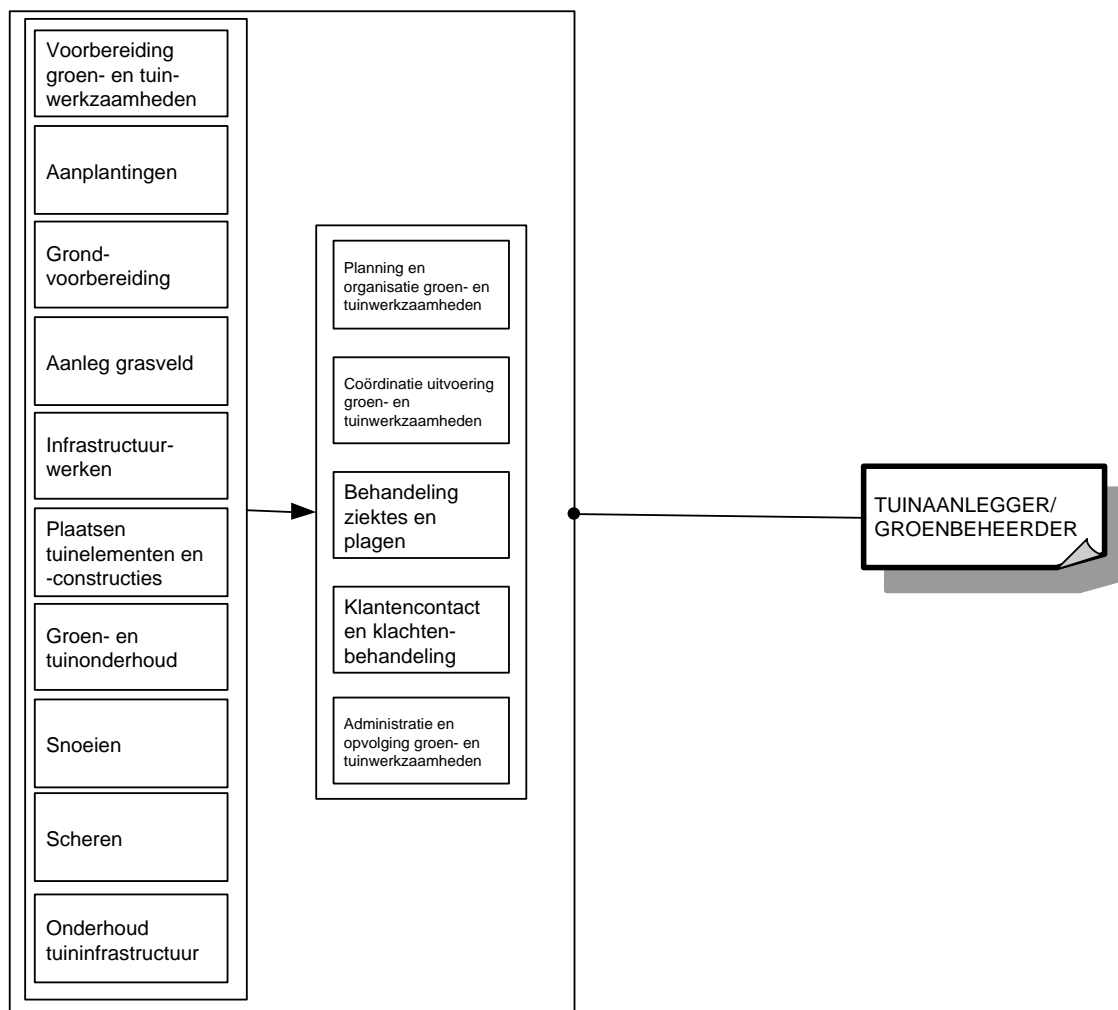 Voorbereiding
groen- en tuin-
werkzaamheden
Aanplantingen
Grond-
voorbereiding
Aanleg grasveld
Infrastructuur-
werken
Plaatsen
tuinelementen en
-constructies
Groen- en
tuinonderhoud
Snoeien
Scheren
Onderhoud
tuininfrastructuur
Planning en
organisatie groen- en
tuinwerkzaamheden
Coördinatie uitvoering
groen- en
tuinwerkzaamheden
Behandeling
ziektes en
plagen
Klantencontact
en klachten-
behandeling
Administratie en
opvolging groen- en
tuinwerkzaamheden
TUINAANLEGGER/
GROENBEHEERDER